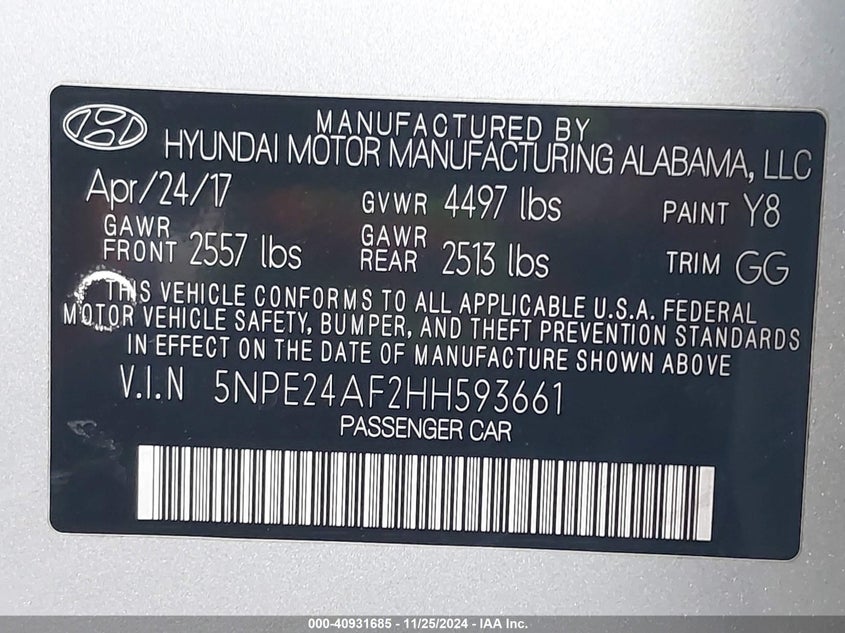 MANUFACTURED BY
HYUNDAI MOTOR MANUFACTURING ALABAMA, LLC
Apr/24/17 GVWR 4497 lbs PAINT Y8
GAWR FRONT 2557 lbs GAWR REAR 2513 lbs TRIM GG
THIS VEHICLE CONFORMS TO ALL APPLICABLE U.S.A. FEDERAL
MOTOR VEHICLE SAFETY, BUMPER, AND THEFT PREVENTION STANDARDS
IN EFFECT ON THE DATE OF MANUFACTURE SHOWN ABOVE
V.I.N 5NPE24AF2HH593661
PASSENGER CAR
000-40931685 - 11/25/2024 - IAA Inc.